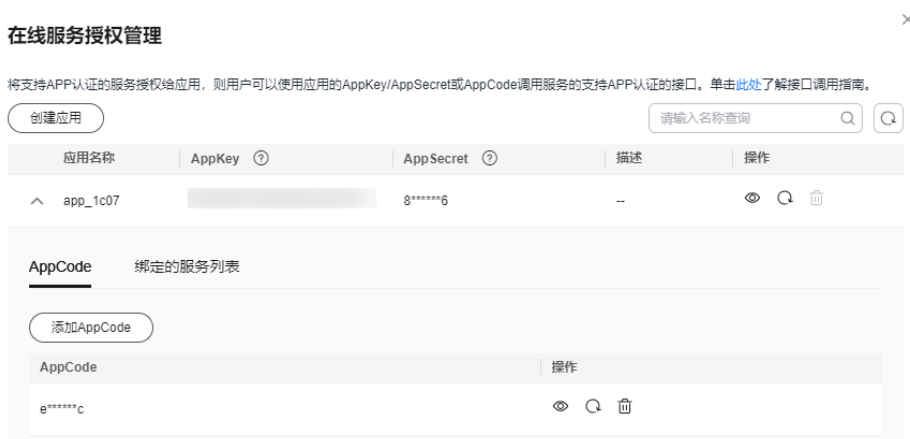 在线服务授权管理
将支持APP认证的服务授权给应用，则用户可以使用应用的AppKey/AppSecret或AppCode调用服务的支持APP认证的接口。单击此处了解接口调用指南。
创建应用 请输入名称查询
应用名称 AppKey AppSecret 描述 操作
app_1c07 8******6 --
AppCode 绑定的服务列表
添加AppCode
AppCode 操作
e******c